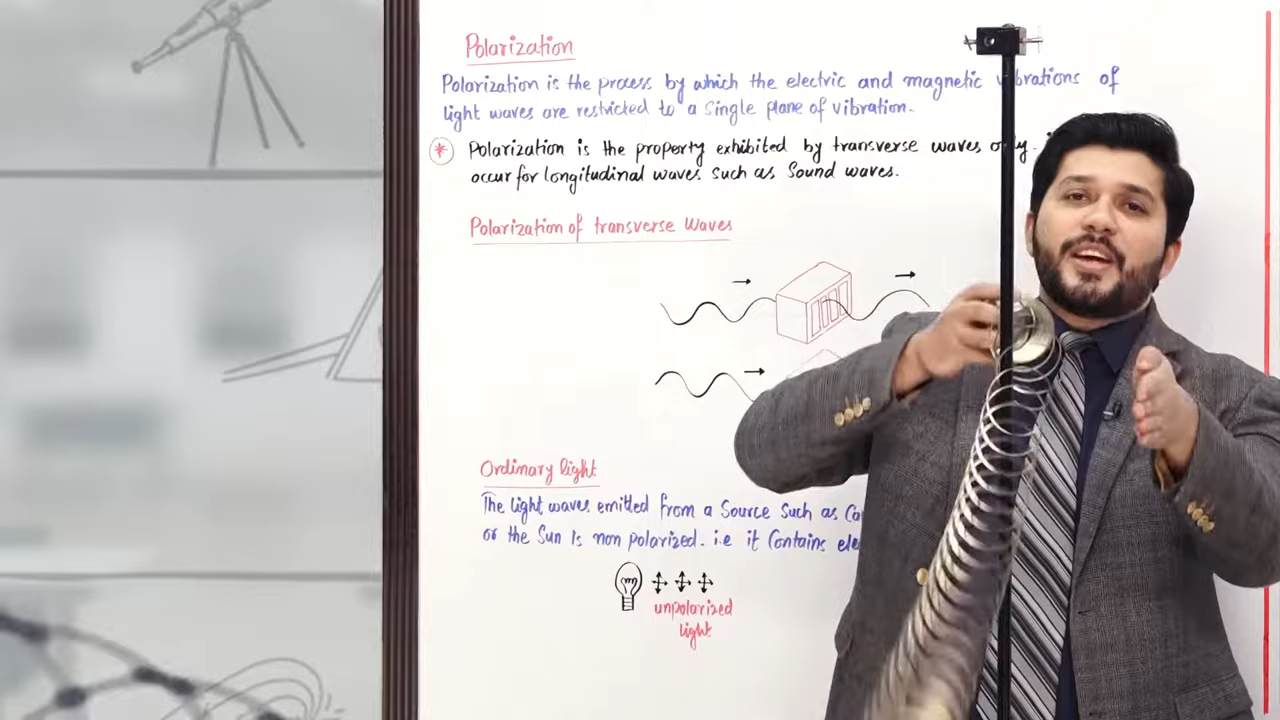 Polarization
Polarization is the process by which the electric and magnetic vibrations of
light waves are restricted to a single plane of vibration.
* Polarization is the property exhibited by transverse waves only.
occur for longitudinal waves such as Sound waves.
Polarization of transverse Waves
Ordinary light
The light waves emitted from a Source such as
or the Sun is non polarized. i.e it Contains
unpolarized
light